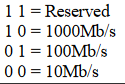 1 1 = Reserved
1 0 = 1000Mb/s
0 1 = 100Mb/s
0 0 = 10Mb/s